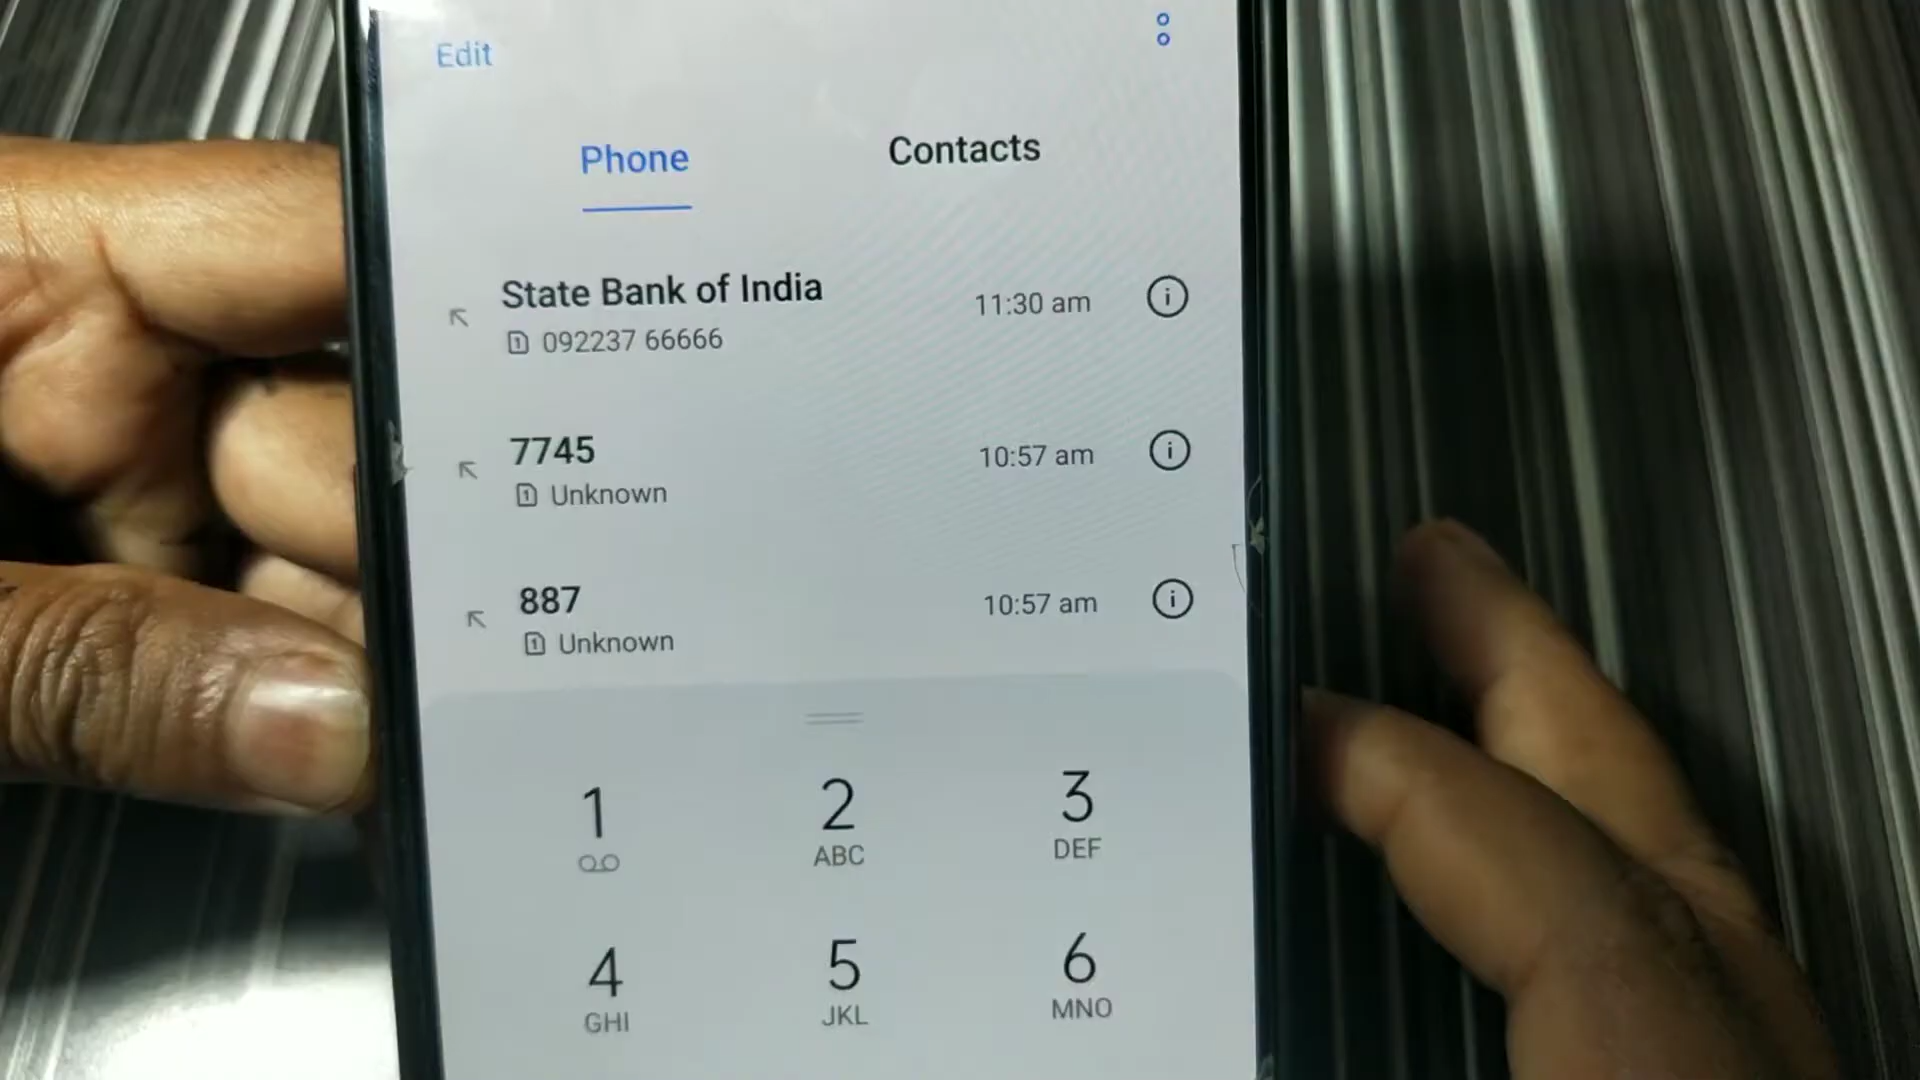 Edit
Phone
Contacts
State Bank of India
092237 66666
11:30 am
7745
Unknown
10:57 am
887
Unknown
10:57 am
1
2
ABC
3
DEF
4
GHI
5
JKL
6
MNO